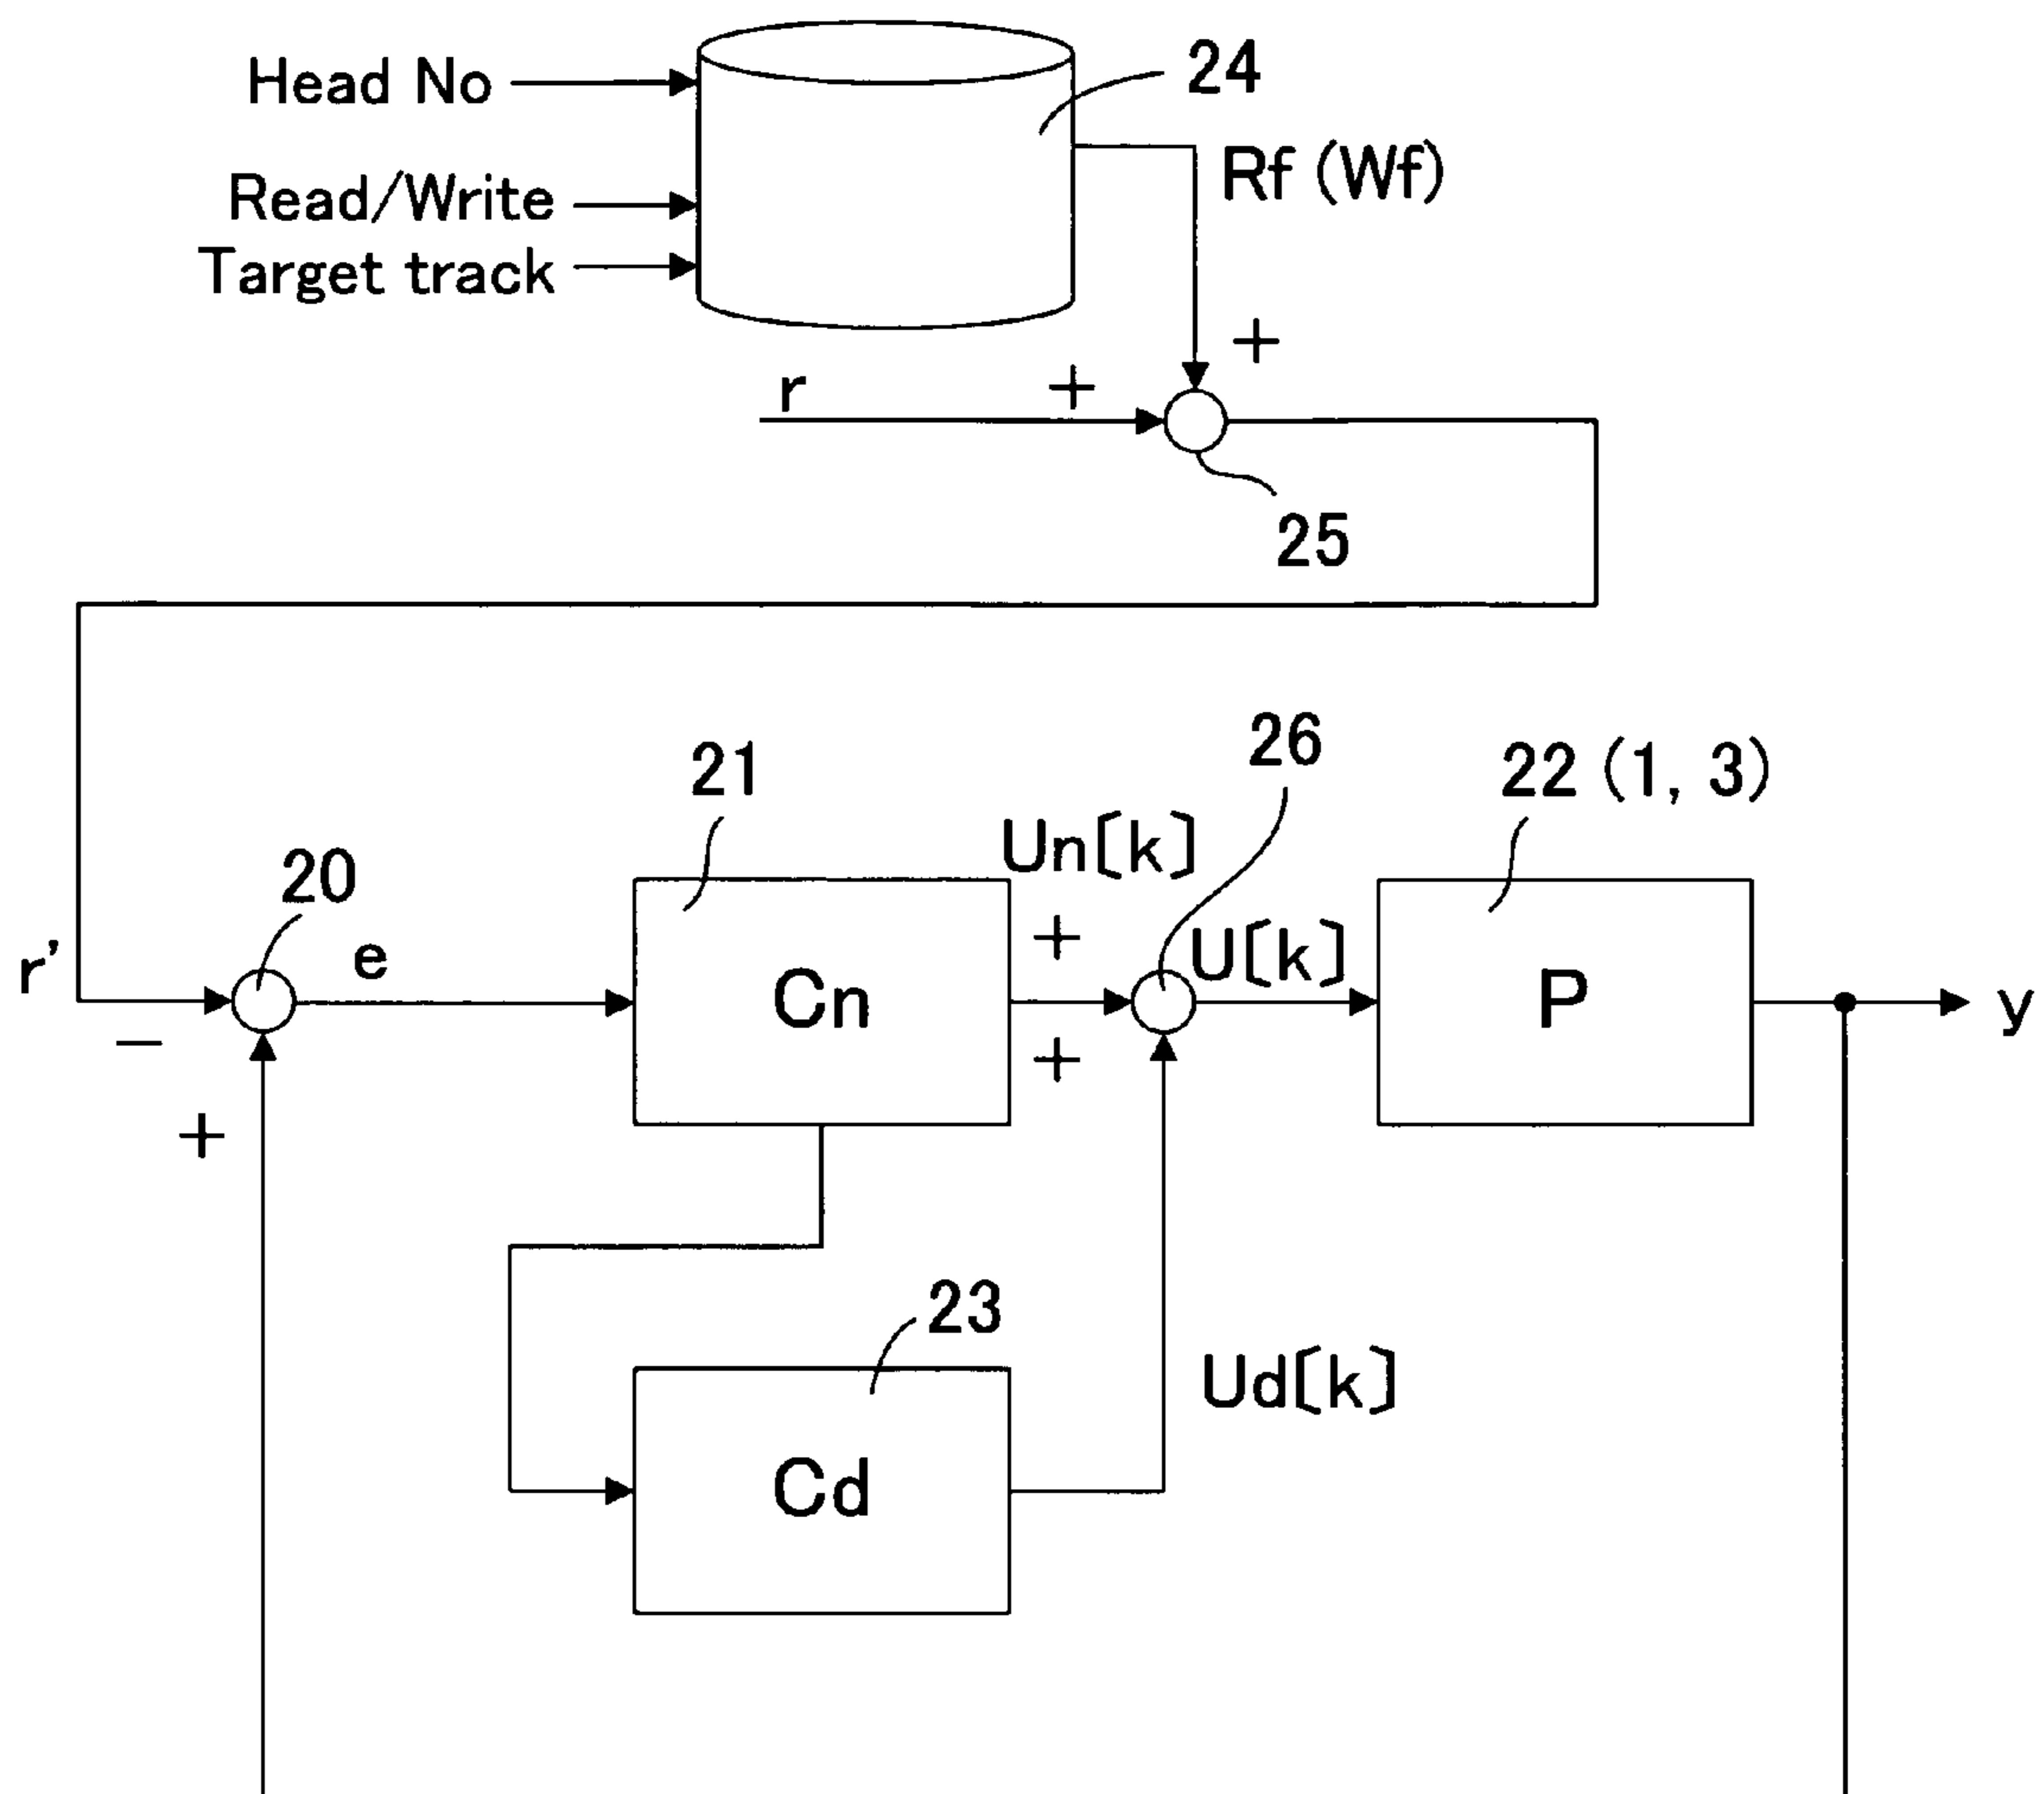 Head No
24
Read/Write
Rf (Wf)
Target track
+
r
+
25
21
26
22 (1, 3)
Un[k]
20
r'
e
+
U[k]
Cn
P
y
−
+
+
23
Ud[k]
Cd